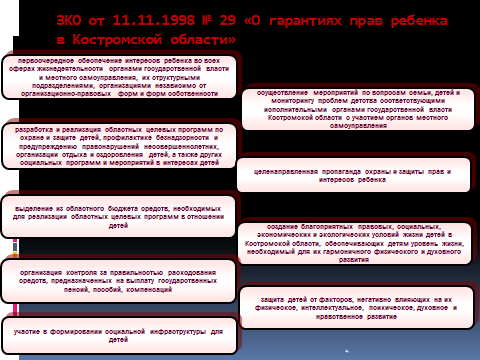 ЗКО от 11.11.1998 № 29 «О гарантиях прав ребенка
в Костромской области»
первоочередное обеспечение интересов ребенка во всех
сферах жизнедеятельности органами государственной власти
и местного самоуправления, их структурными
подразделениями, организациями независимо от
организационно-правовых форм и форм собственности
разработка и реализация областных целевых программ по
охране и защите детей, профилактике безнадзорности и
предупреждению правонарушений несовершеннолетних,
организации отдыха и оздоровления детей, а также других
социальных программ и мероприятий в интересах детей
выделение из областного бюджета средств, необходимых
для реализации областных целевых программ в отношении
детей
организация контроля за правильностью расходования
средств, предназначенных на выплату государственных
пенсий, пособий, компенсаций
участие в формировании социальной инфраструктуры для
детей
осуществление мероприятий по вопросам семьи, детей и
мониторингу проблем детства соответствующими
исполнительными органами государственной власти
Костромской области с участием органов местного
самоуправления
целенаправленная пропаганда охраны и защиты прав и
интересов ребенка
создание благоприятных правовых, социальных,
экономических и экологических условий жизни детей в
Костромской области, обеспечивающих детям уровень жизни,
необходимый для их гармоничного физического и духовного
развития
защита детей от факторов, негативно влияющих на их
физическое, интеллектуальное, психическое, духовное и
нравственное развитие
4